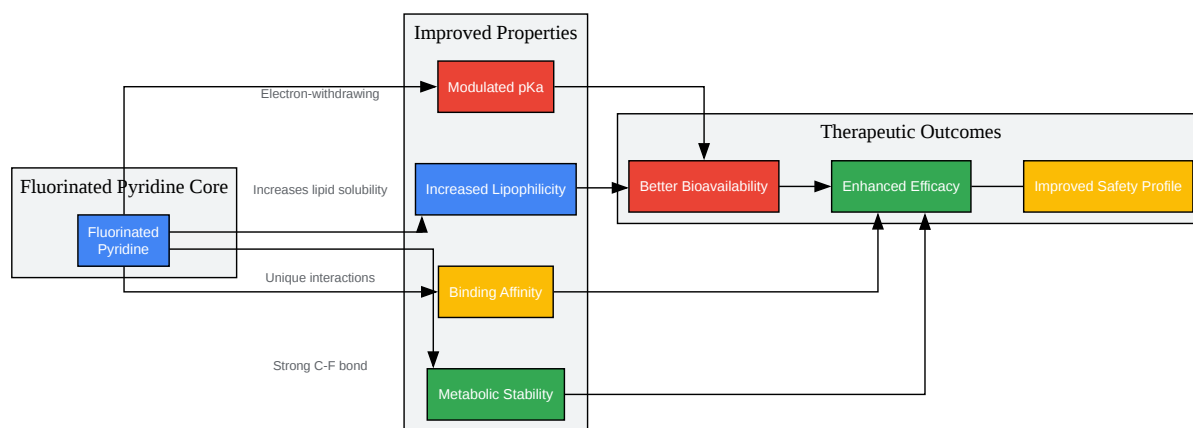 Improved Properties
Modulated pKa
Electron-withdrawing
Therapeutic Outcomes
Fluorinated Pyridine Core
Increases lipid solubility
Increased Lipophilicity
Better Bioavailability
Enhanced Efficacy
Improved Safety Profile
Fluorinated
Pyridine
Unique interactions
Binding Affinity
Strong C-F bond
Metabolic Stability